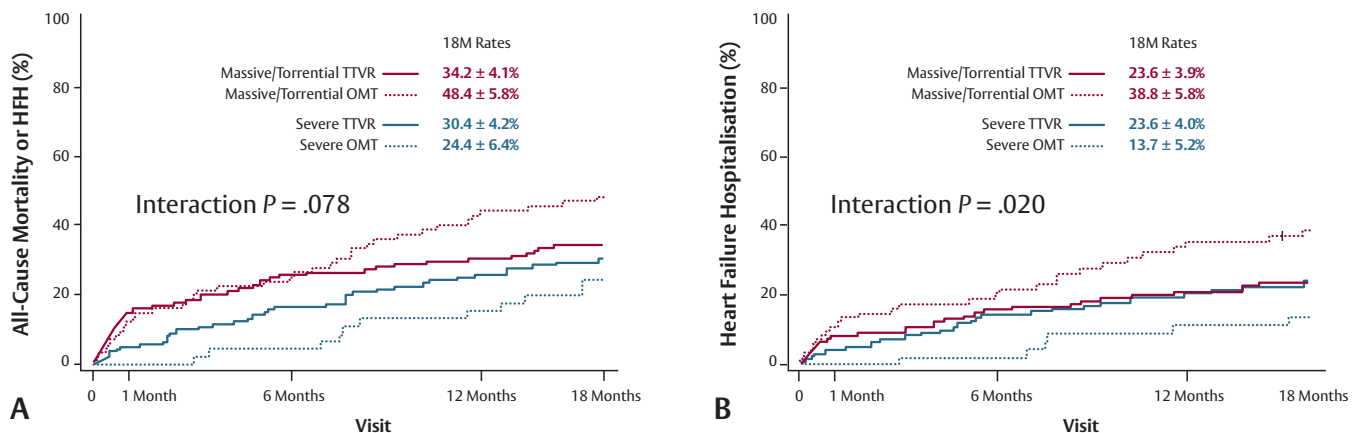 All-Cause Mortality or HFH (%)
100
80
60
40
20
0
18M Rates
Massive/Torrential TTVR 34.2 ± 4.1%
Massive/Torrential OMT 48.4 ± 5.8%
Severe TTVR 30.4 ± 4.2%
Severe OMT 24.4 ± 6.4%
Interaction P = .078
0 1 Month 6 Months 12 Months 18 Months
Visit
A
Heart Failure Hospitalisation (%)
100
80
60
40
20
0
18M Rates
Massive/Torrential TTVR 23.6 ± 3.9%
Massive/Torrential OMT 38.8 ± 5.8%
Severe TTVR 23.6 ± 4.0%
Severe OMT 13.7 ± 5.2%
Interaction P = .020
0 1 Month 6 Months 12 Months 18 Months
Visit
B